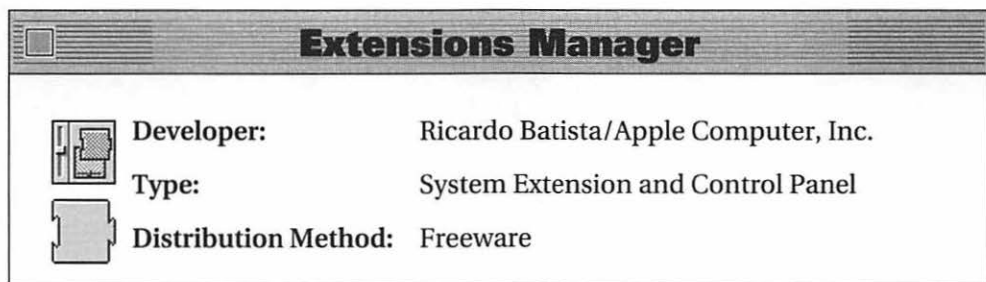 Extensions Manager
Developer: Ricardo Batista/Apple Computer, Inc.
Type: System Extension and Control Panel
Distribution Method: Freeware